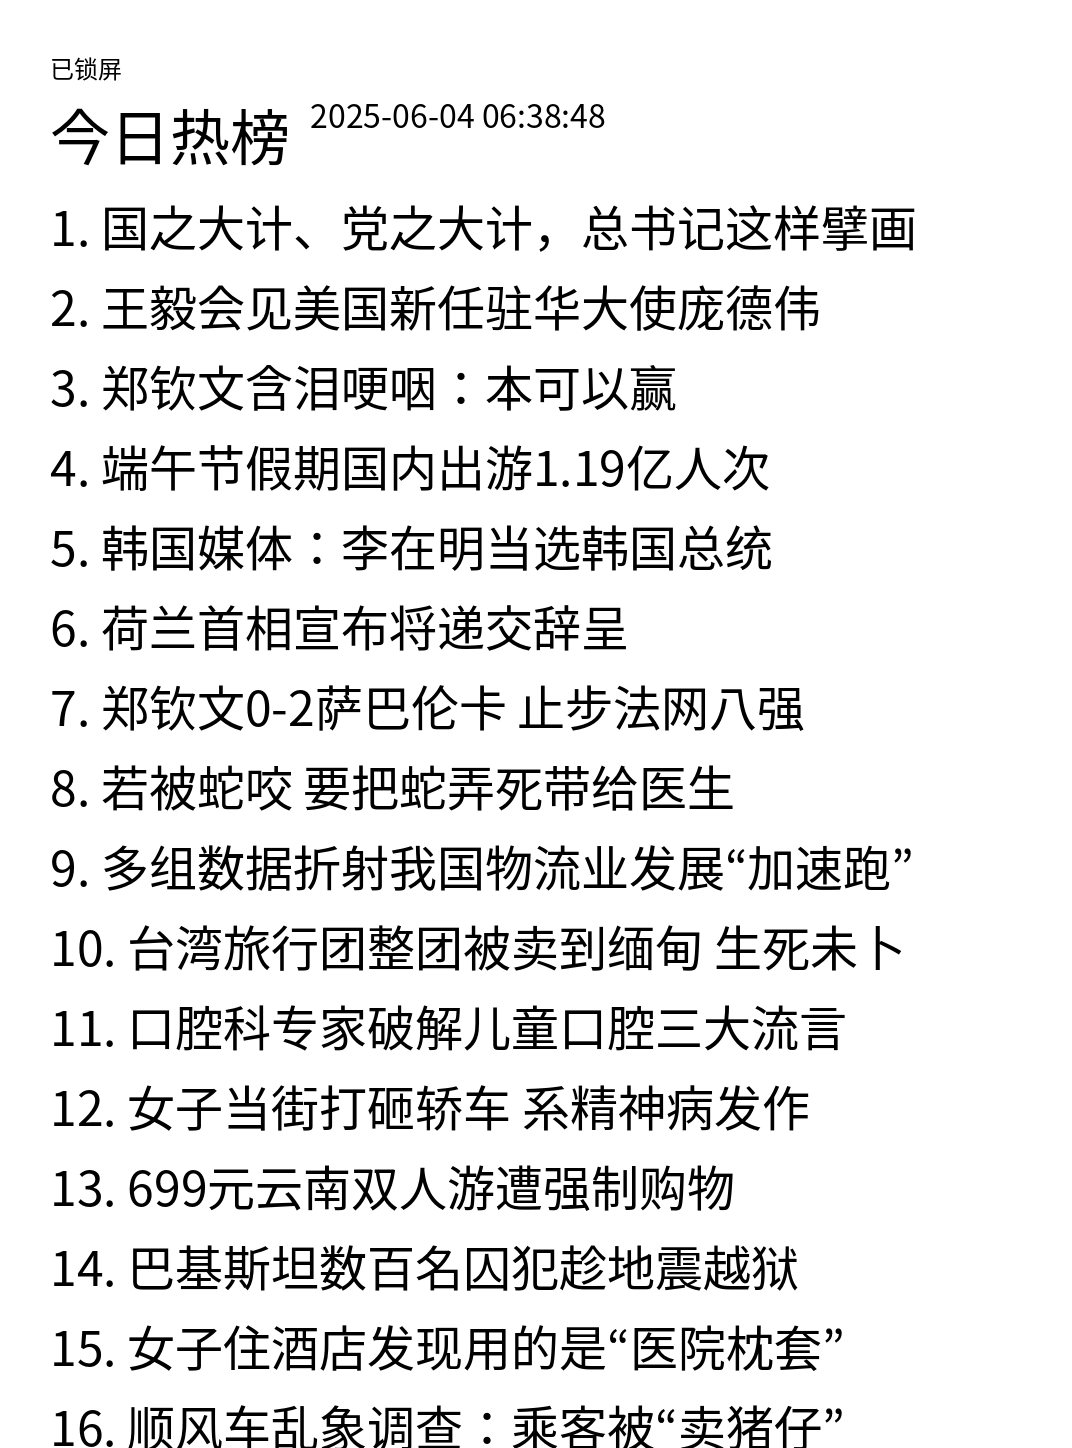 已锁屏
今日热榜 2025-06-04 06:38:48
1. 国之大计、党之大计，总书记这样擘画
2. 王毅会见美国新任驻华大使庞德伟
3. 郑钦文含泪哽咽：本可以赢
4. 端午节假期国内出游1.19亿人次
5. 韩国媒体：李在明当选韩国总统
6. 荷兰首相宣布将递交辞呈
7. 郑钦文0-2萨巴伦卡 止步法网八强
8. 若被蛇咬 要把蛇弄死带给医生
9. 多组数据折射我国物流业发展“加速跑”
10. 台湾旅行团整团被卖到缅甸 生死未卜
11. 口腔科专家破解儿童口腔三大流言
12. 女子当街打砸轿车 系精神病发作
13. 699元云南双人游遭强制购物
14. 巴基斯坦数百名囚犯趁地震越狱
15. 女子住酒店发现用的是“医院枕套”
16. 顺风车乱象调查：乘客被“卖猪仔”